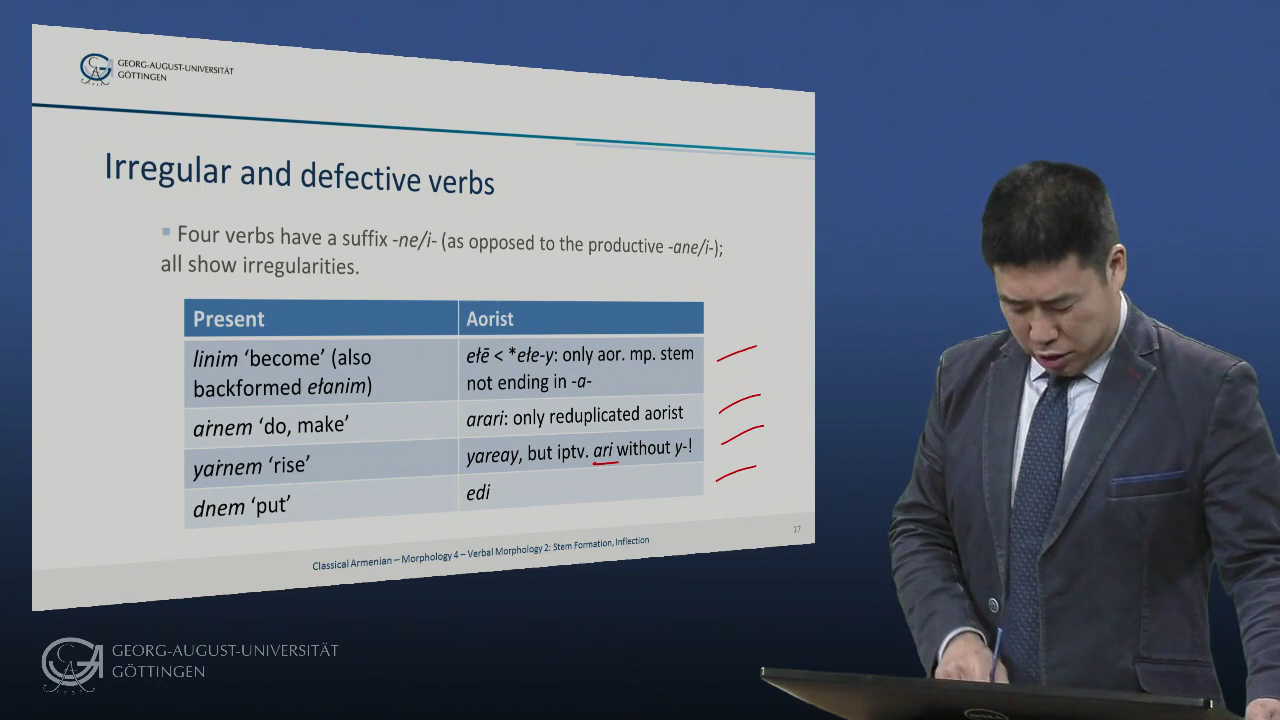 GEORG-AUGUST-UNIVERSITÄT
GÖTTINGEN
Irregular and defective verbs
Four verbs have a suffix -ne/i- (as opposed to the productive -ane/i-);
all show irregularities.
Present
Aorist
linim ‘become’ (also
backformed ełanim)
ełē < *ełe-y: only aor. mp. stem
not ending in -a-
aṙnem ‘do, make’
arari: only reduplicated aorist
yaṙnem ‘rise’
yareay, but iptv. ari without y-!
dnem ‘put’
edi
17
Classical Armenian – Morphology 4 – Verbal Morphology 2: Stem Formation, Inflection
GEORG-AUGUST-UNIVERSITÄT
GÖTTINGEN